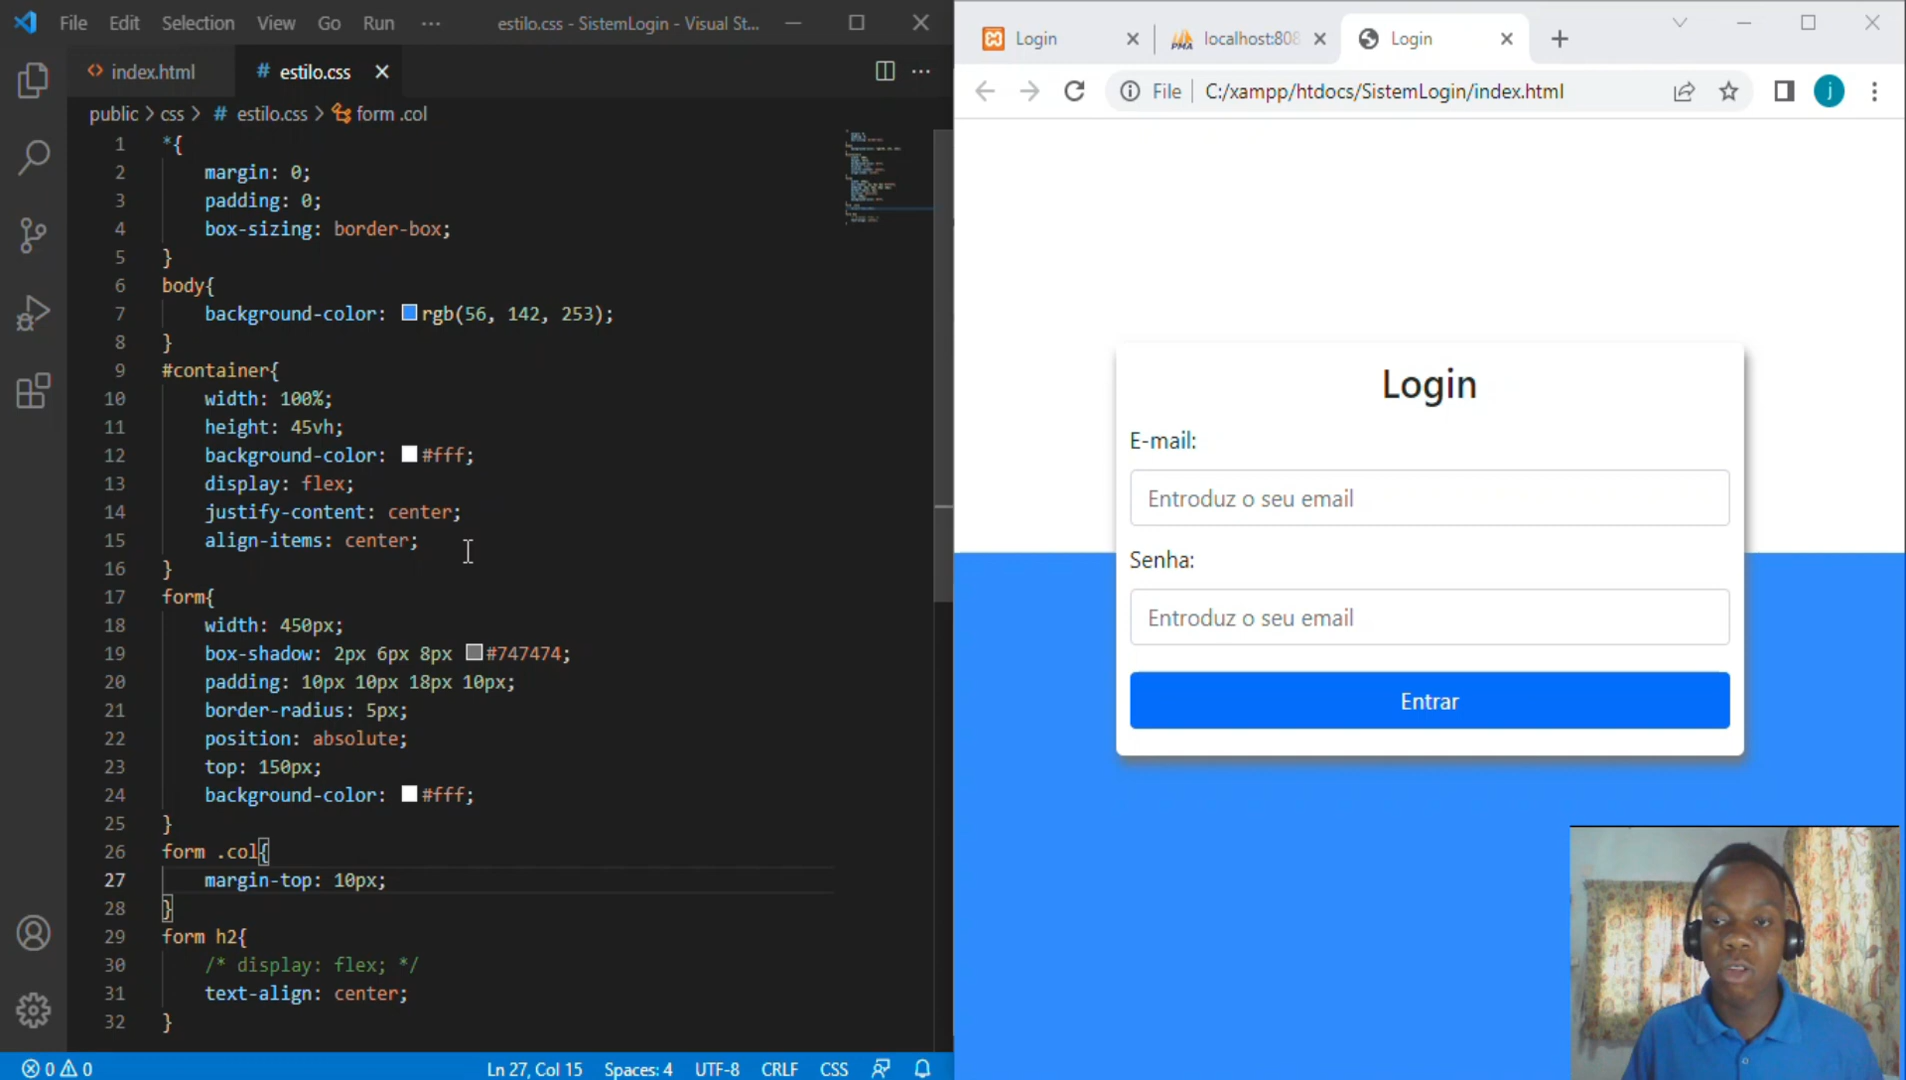 File Edit Selection View Go Run ··· estilo.css - SistemLogin - Visual St...
index.html # estilo.css
public > css > # estilo.css > form .col
1 *{
2 margin: 0;
3 padding: 0;
4 box-sizing: border-box;
5 }
6 body{
7 background-color: rgb(56, 142, 253);
8 }
9 #container{
10 width: 100%;
11 height: 45vh;
12 background-color: #fff;
13 display: flex;
14 justify-content: center;
15 align-items: center;
16 }
17 form{
18 width: 450px;
19 box-shadow: 2px 6px 8px #747474;
20 padding: 10px 10px 18px 10px;
21 border-radius: 5px;
22 position: absolute;
23 top: 150px;
24 background-color: #fff;
25 }
26 form .col{
27 margin-top: 10px;
28 }
29 form h2{
30 /* display: flex; */
31 text-align: center;
32 }
0 0 Ln 27, Col 15 Spaces: 4 UTF-8 CRLF CSS
Login localhost:808 Login
File C:/xampp/htdocs/SistemLogin/index.html j
Login
E-mail:
Entroduz o seu email
Senha:
Entroduz o seu email
Entrar